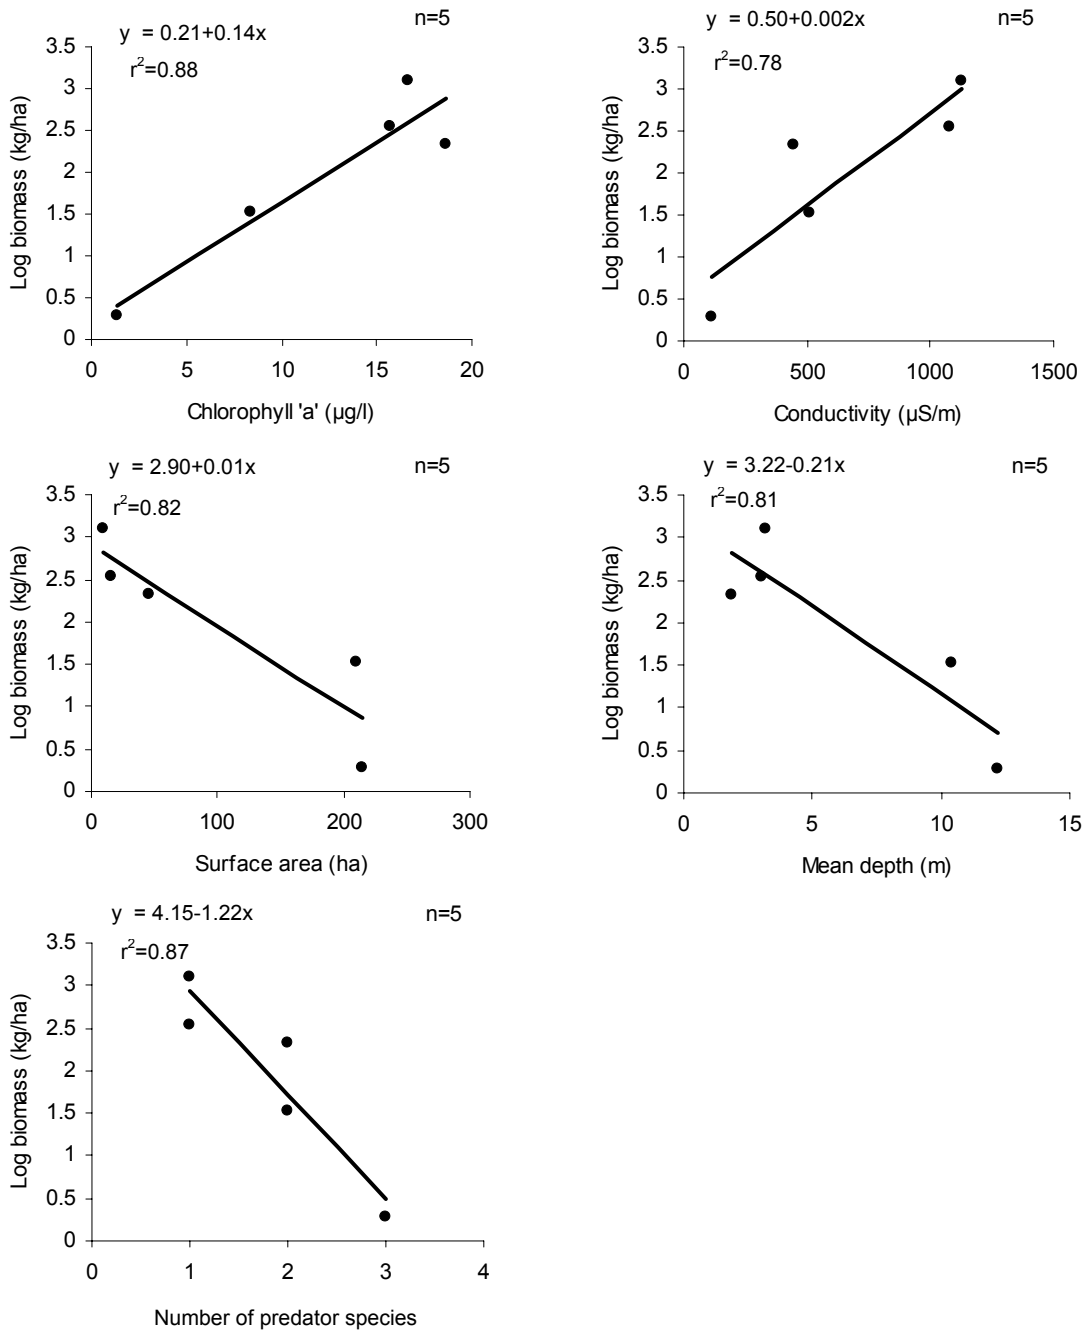 y = 0.21+0.14x
n=5
r²=0.88
Log biomass (kg/ha)
3.5
3
2.5
2
1.5
1
0.5
0
0 5 10 15 20
Chlorophyll 'a' (µg/l)
y = 0.50+0.002x
n=5
r²=0.78
Log biomass (kg/ha)
3.5
3
2.5
2
1.5
1
0.5
0
0 500 1000 1500
Conductivity (µS/m)
y = 2.90+0.01x
n=5
r²=0.82
Log biomass (kg/ha)
3.5
3
2.5
2
1.5
1
0.5
0
0 100 200 300
Surface area (ha)
y = 3.22-0.21x
n=5
r²=0.81
Log biomass (kg/ha)
3.5
3
2.5
2
1.5
1
0.5
0
0 5 10 15
Mean depth (m)
y = 4.15-1.22x
n=5
r²=0.87
Log biomass (kg/ha)
3.5
3
2.5
2
1.5
1
0.5
0
0 1 2 3 4
Number of predator species